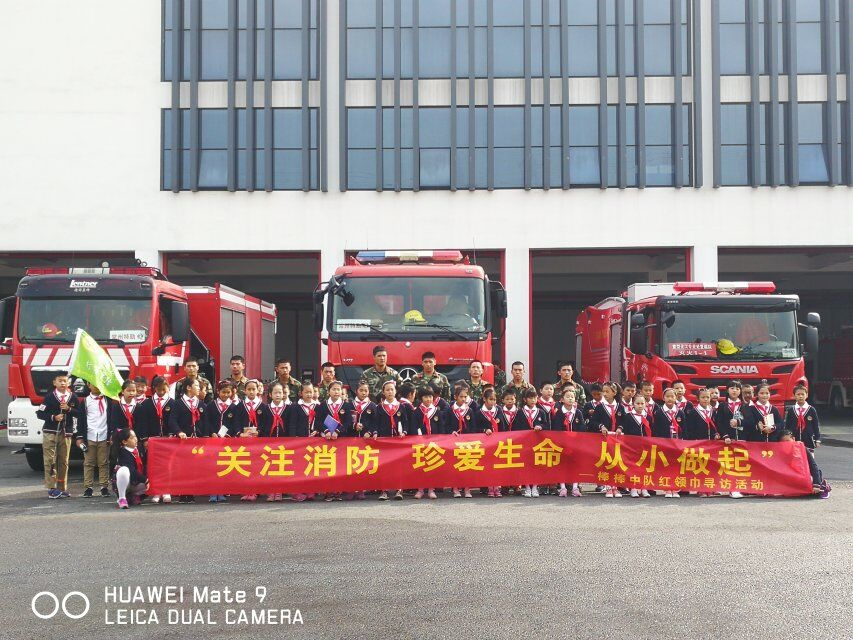 Lentner
SCANIA
“关注消防 珍爱生命 从小做起”
——棒棒中队红领巾寻访活动
HUAWEI Mate 9
LEICA DUAL CAMERA